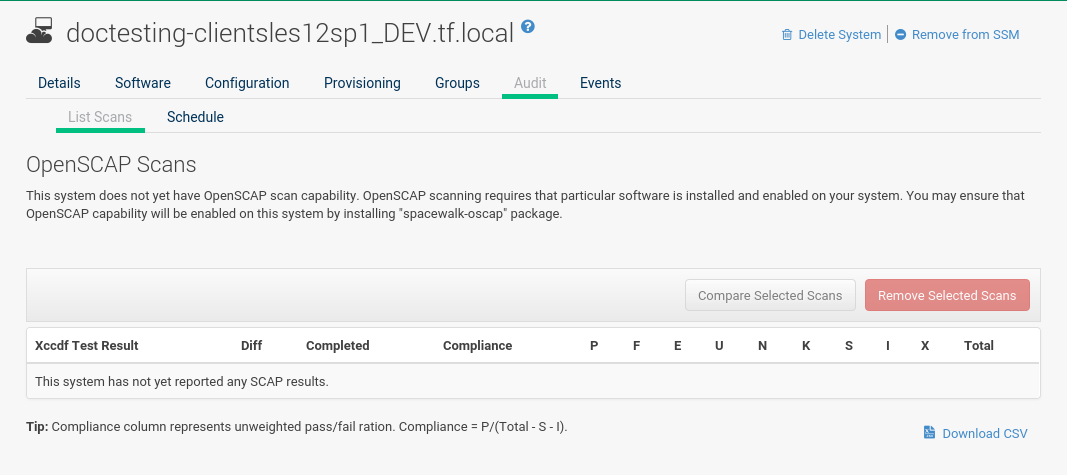 doctesting-clientsles12sp1_DEV.tf.local ?
Delete System | Remove from SSM
Details Software Configuration Provisioning Groups Audit Events
List Scans Schedule
OpenSCAP Scans
This system does not yet have OpenSCAP scan capability. OpenSCAP scanning requires that particular software is installed and enabled on your system. You may ensure that
OpenSCAP capability will be enabled on this system by installing "spacewalk-oscap" package.
Compare Selected Scans Remove Selected Scans
Xccdf Test Result Diff Completed Compliance P F E U N K S I X Total
This system has not yet reported any SCAP results.
Tip: Compliance column represents unweighted pass/fail ration. Compliance = P/(Total - S - I).
Download CSV